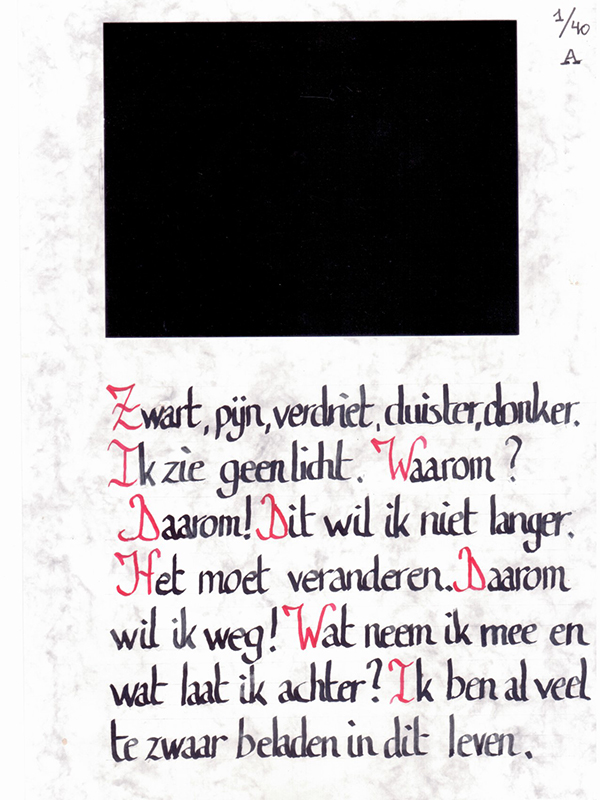 1/40
A
Zwart, pijn, verdriet, duister, donker.
Ik zie geen licht. Waarom ?
Daarom! Dit wil ik niet langer.
Het moet veranderen. Daarom
wil ik weg! Wat neem ik mee en
wat laat ik achter? Ik ben al veel
te zwaar beladen in dit leven.